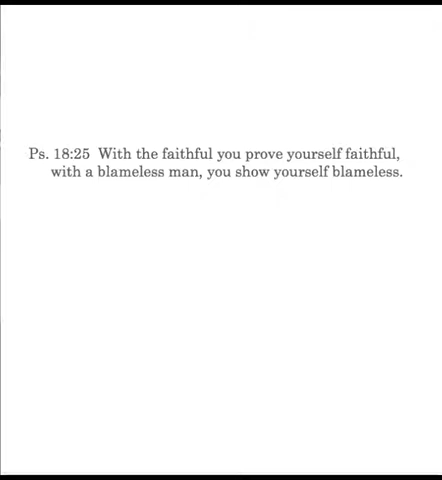 Ps. 18:25  With the faithful you prove yourself faithful,
with a blameless man, you show yourself blameless.